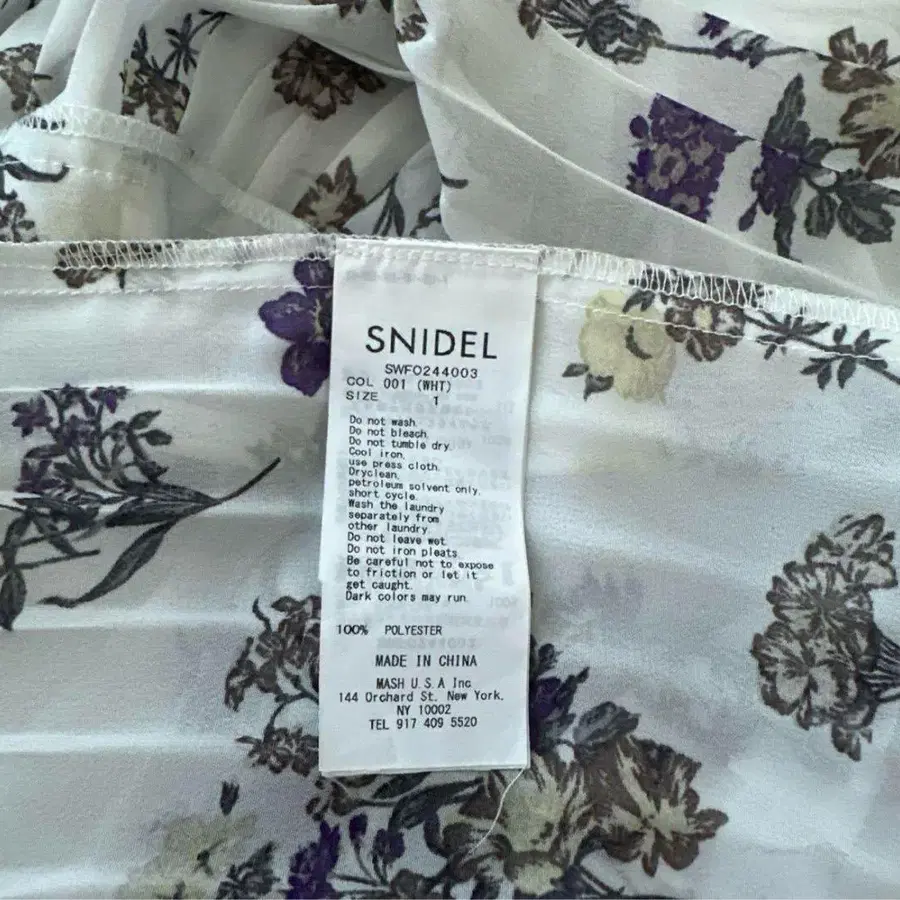 SNIDEL
SWFO244003
COL 001 (WHT)
SIZE 1
Do not wash.
Do not bleach.
Do not tumble dry.
Cool iron.
use press cloth.
Dryclean,
petroleum solvent only.
short cycle.
Wash the laundry
separately from
other laundry.
Do not leave wet.
Do not iron pleats.
Be careful not to expose
to friction or let it
get caught.
Dark colors may run.
100% POLYESTER
MADE IN CHINA
MASH U.S.A Inc
144 Orchard St. New York.
NY 10002
TEL 917 409 5520